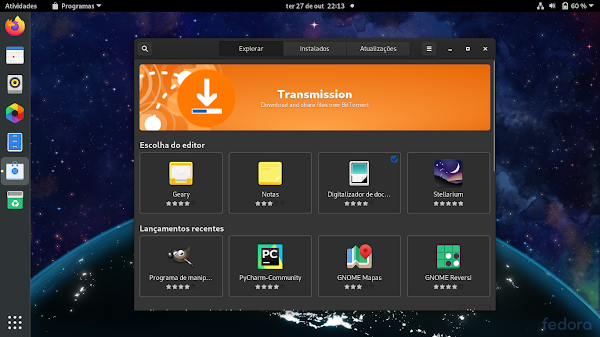 Atividades
Programas
ter 27 de out 22:13
60 %
Explorar
Instalados
Atualizações
Transmission
Download and share files over BitTorrent
Escolha do editor
Geary
Notas
Digitalizador de doc...
Stellarium
Lançamentos recentes
Programa de manip...
PyCharm-Community
GNOME Mapas
GNOME Reversi
PC
fedora